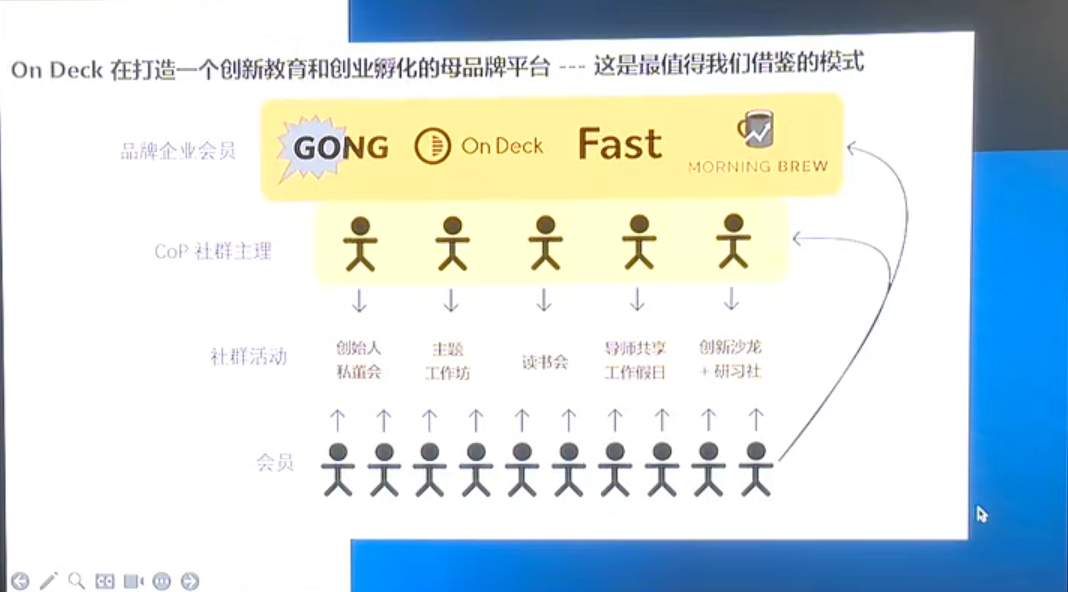 On Deck 在打造一个创新教育和创业孵化的母品牌平台 --- 这是最值得我们借鉴的模式
品牌企业会员
GONG
On Deck
Fast
MORNING BREW
CoP 社群主理
社群活动
创始人
私董会
主题
工作坊
读书会
导师共享
工作假日
创新沙龙
+ 研习社
会员
CC